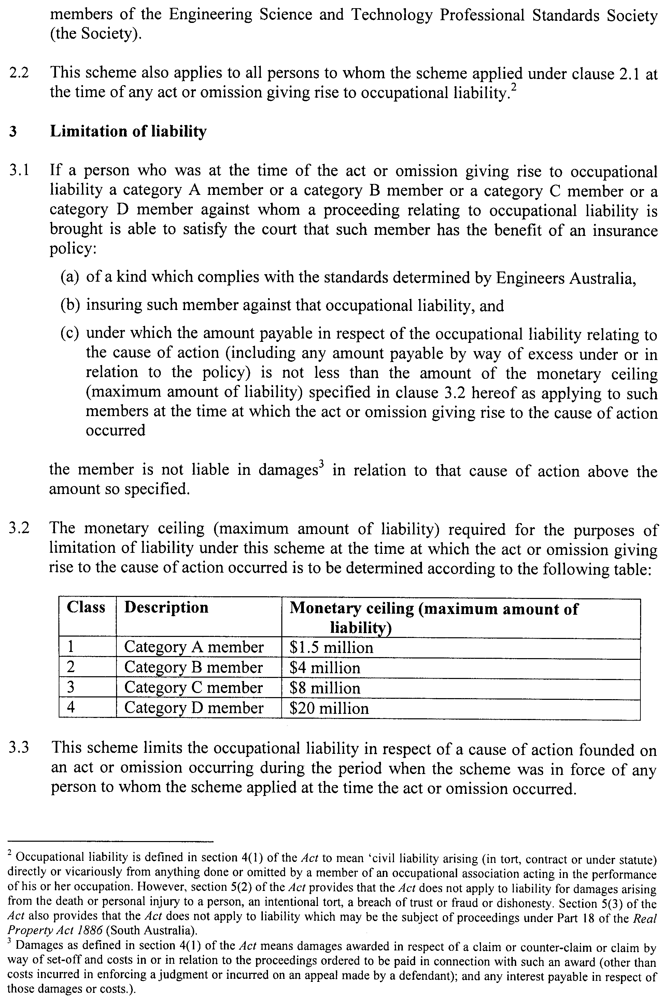 members of the Engineering Science and Technology Professional Standards Society
(the Society).
2.2 This scheme also applies to all persons to whom the scheme applied under clause 2.1 at
the time of any act or omission giving rise to occupational liability.²
3 Limitation of liability
3.1 If a person who was at the time of the act or omission giving rise to occupational
liability a category A member or a category B member or a category C member or a
category D member against whom a proceeding relating to occupational liability is
brought is able to satisfy the court that such member has the benefit of an insurance
policy:
(a) of a kind which complies with the standards determined by Engineers Australia,
(b) insuring such member against that occupational liability, and
(c) under which the amount payable in respect of the occupational liability relating to
the cause of action (including any amount payable by way of excess under or in
relation to the policy) is not less than the amount of the monetary ceiling
(maximum amount of liability) specified in clause 3.2 hereof as applying to such
members at the time at which the act or omission giving rise to the cause of action
occurred
the member is not liable in damages³ in relation to that cause of action above the
amount so specified.
3.2 The monetary ceiling (maximum amount of liability) required for the purposes of
limitation of liability under this scheme at the time at which the act or omission giving
rise to the cause of action occurred is to be determined according to the following table:
Class Description Monetary ceiling (maximum amount of
liability)
1 Category A member $1.5 million
2 Category B member $4 million
3 Category C member $8 million
4 Category D member $20 million
3.3 This scheme limits the occupational liability in respect of a cause of action founded on
an act or omission occurring during the period when the scheme was in force of any
person to whom the scheme applied at the time the act or omission occurred.
² Occupational liability is defined in section 4(1) of the Act to mean ‘civil liability arising (in tort, contract or under statute)
directly or vicariously from anything done or omitted by a member of an occupational association acting in the performance
of his or her occupation. However, section 5(2) of the Act provides that the Act does not apply to liability for damages arising
from the death or personal injury to a person, an intentional tort, a breach of trust or fraud or dishonesty. Section 5(3) of the
Act also provides that the Act does not apply to liability which may be the subject of proceedings under Part 18 of the Real
Property Act 1886 (South Australia).
³ Damages as defined in section 4(1) of the Act means damages awarded in respect of a claim or counter-claim or claim by
way of set-off and costs in or in relation to the proceedings ordered to be paid in connection with such an award (other than
costs incurred in enforcing a judgment or incurred on an appeal made by a defendant); and any interest payable in respect of
those damages or costs.).